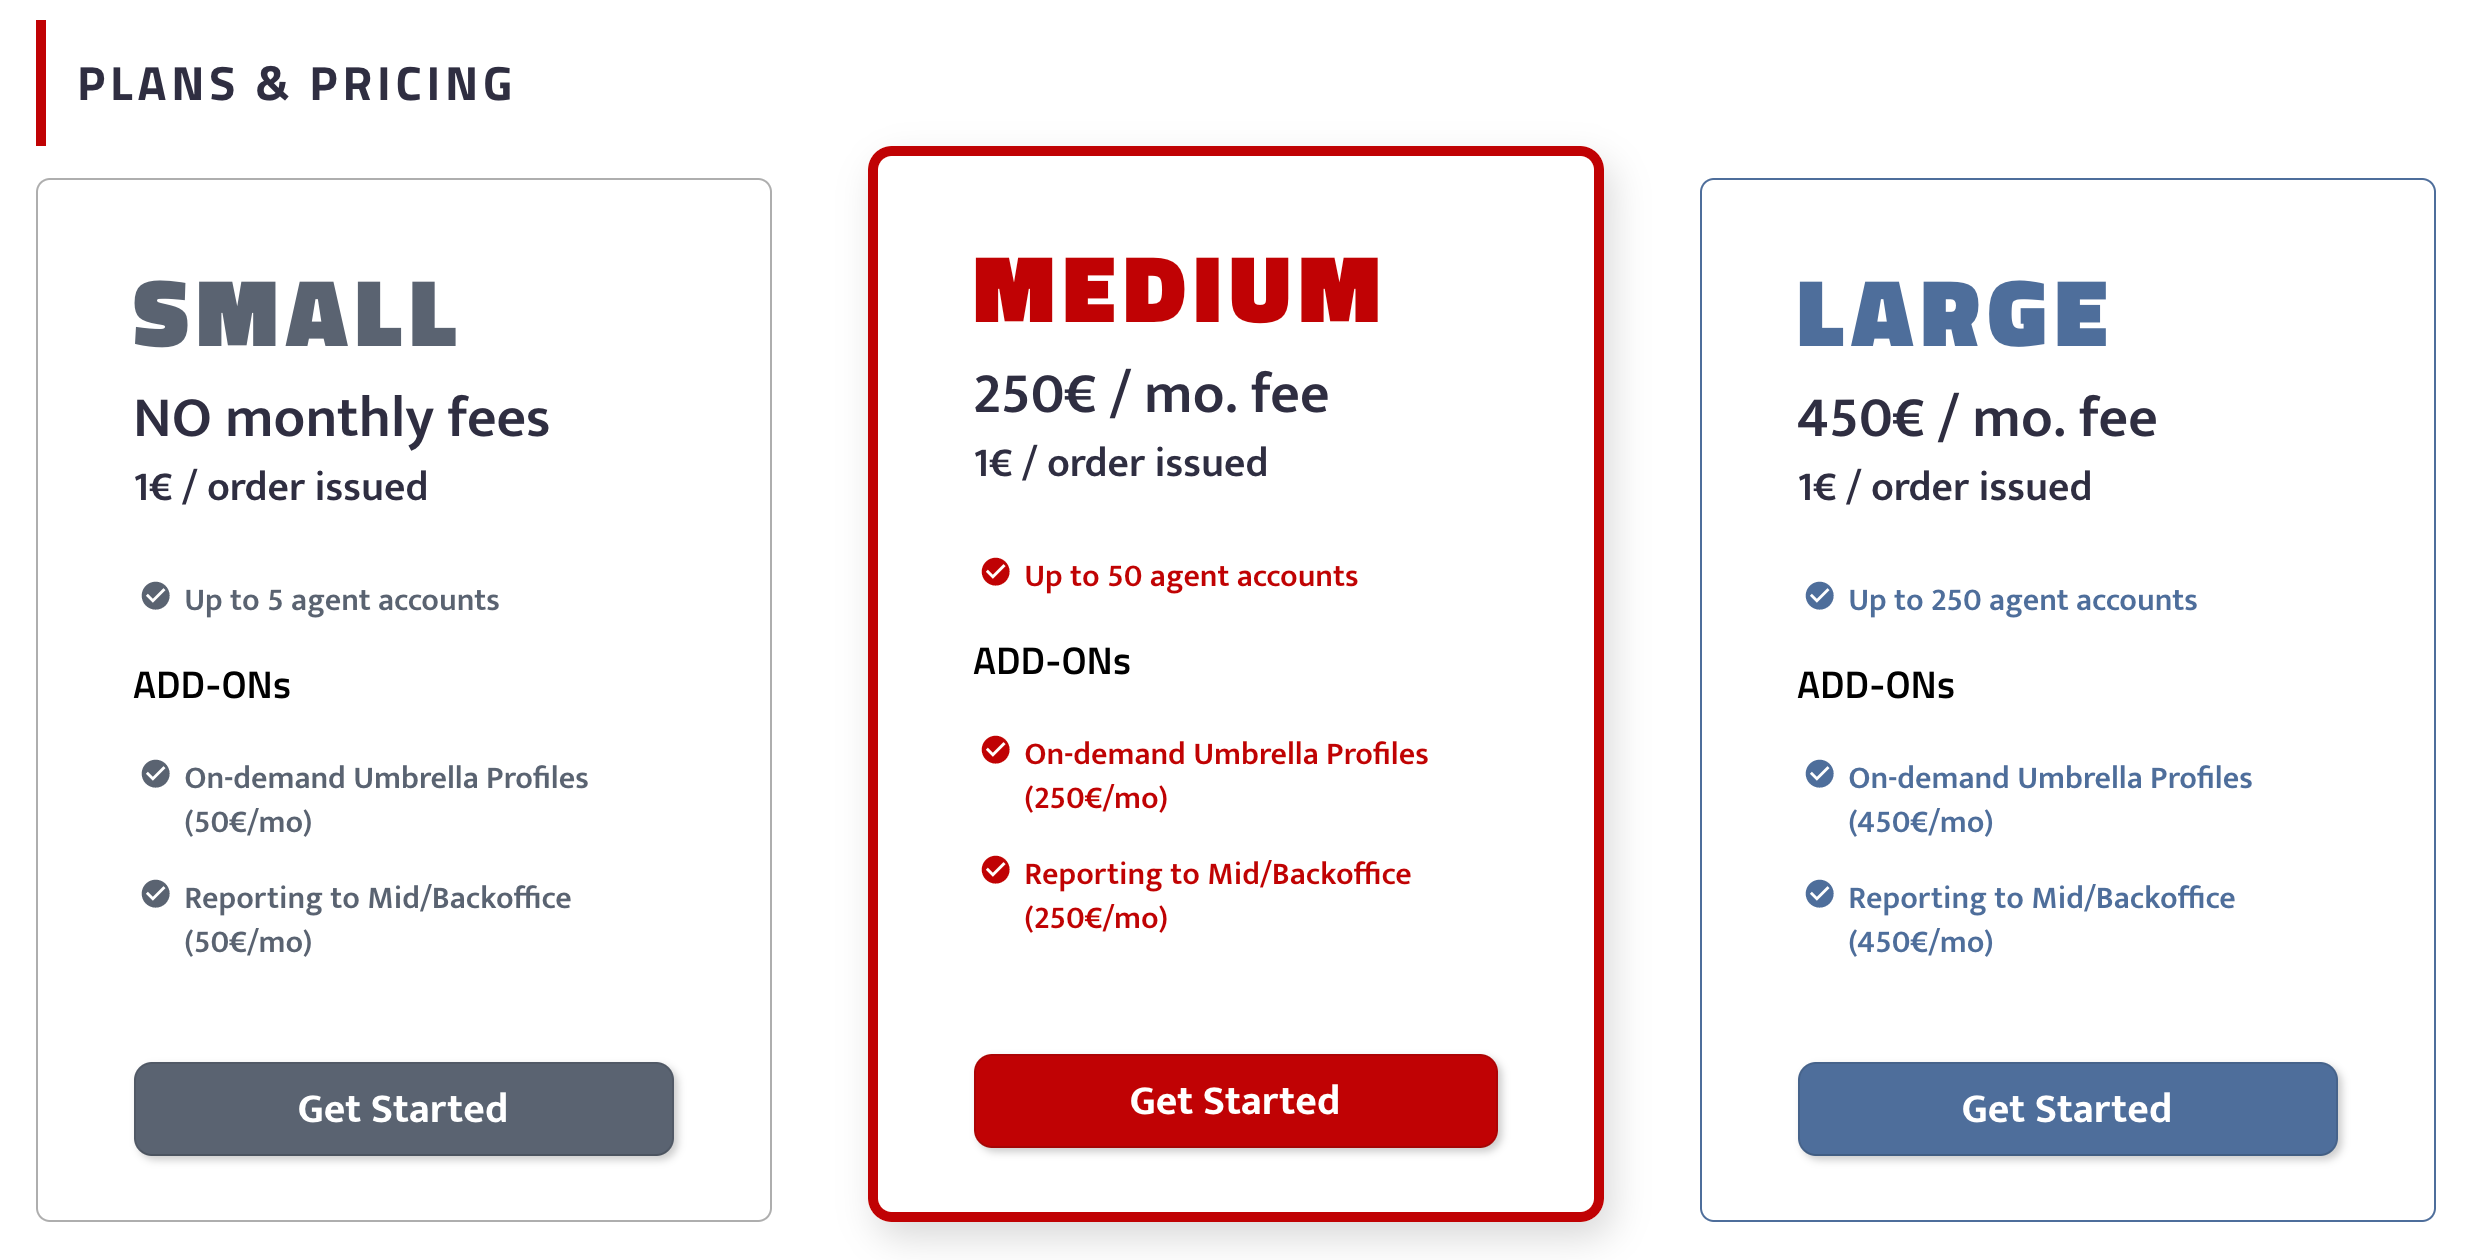 PLANS & PRICING
SMALL
NO monthly fees
1€ / order issued
Up to 5 agent accounts
ADD-ONs
On-demand Umbrella Profiles
(50€/mo)
Reporting to Mid/Backoffice
(50€/mo)
Get Started
MEDIUM
250€ / mo. fee
1€ / order issued
Up to 50 agent accounts
ADD-ONs
On-demand Umbrella Profiles
(250€/mo)
Reporting to Mid/Backoffice
(250€/mo)
Get Started
LARGE
450€ / mo. fee
1€ / order issued
Up to 250 agent accounts
ADD-ONs
On-demand Umbrella Profiles
(450€/mo)
Reporting to Mid/Backoffice
(450€/mo)
Get Started